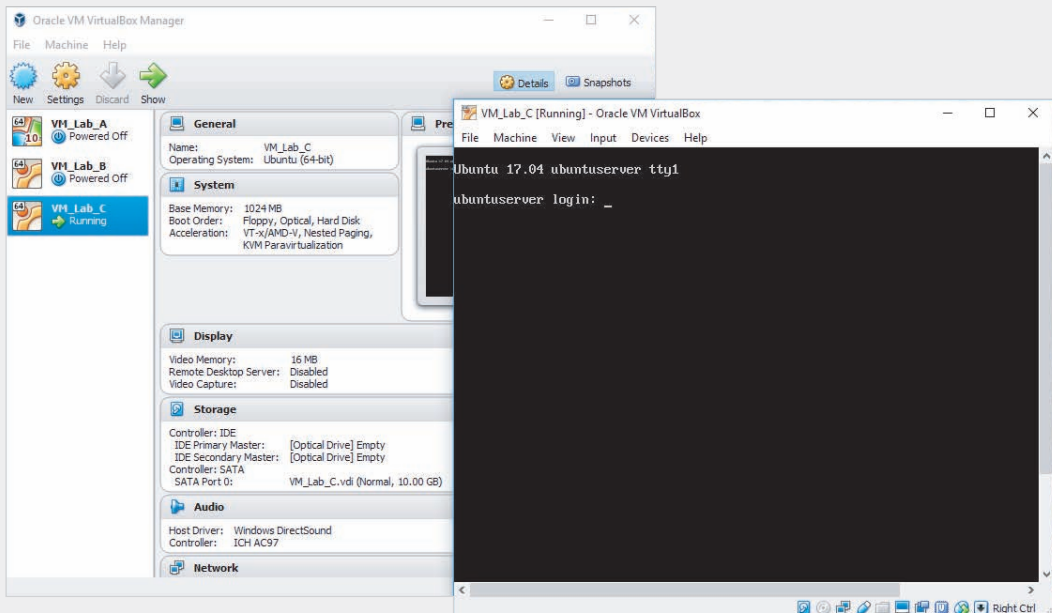 Oracle VM VirtualBox Manager
File Machine Help
New Settings Discard Show
Details Snapshots
64 10 VM_Lab_A
Powered Off
64 VM_Lab_B
Powered Off
64 VM_Lab_C
Running
General
Name: VM_Lab_C
Operating System: Ubuntu (64-bit)
System
Base Memory: 1024 MB
Boot Order: Floppy, Optical, Hard Disk
Acceleration: VT-x/AMD-V, Nested Paging,
KVM Paravirtualization
Pre
Display
Video Memory: 16 MB
Remote Desktop Server: Disabled
Video Capture: Disabled
Storage
Controller: IDE
IDE Primary Master: [Optical Drive] Empty
IDE Secondary Master: [Optical Drive] Empty
Controller: SATA
SATA Port 0: VM_Lab_C.vdi (Normal, 10.00 GB)
Audio
Host Driver: Windows DirectSound
Controller: ICH AC97
Network
VM_Lab_C [Running] - Oracle VM VirtualBox
File Machine View Input Devices Help
Ubuntu 17.04 ubuntuserver tty1
ubuntuserver login: _
Right Ctrl